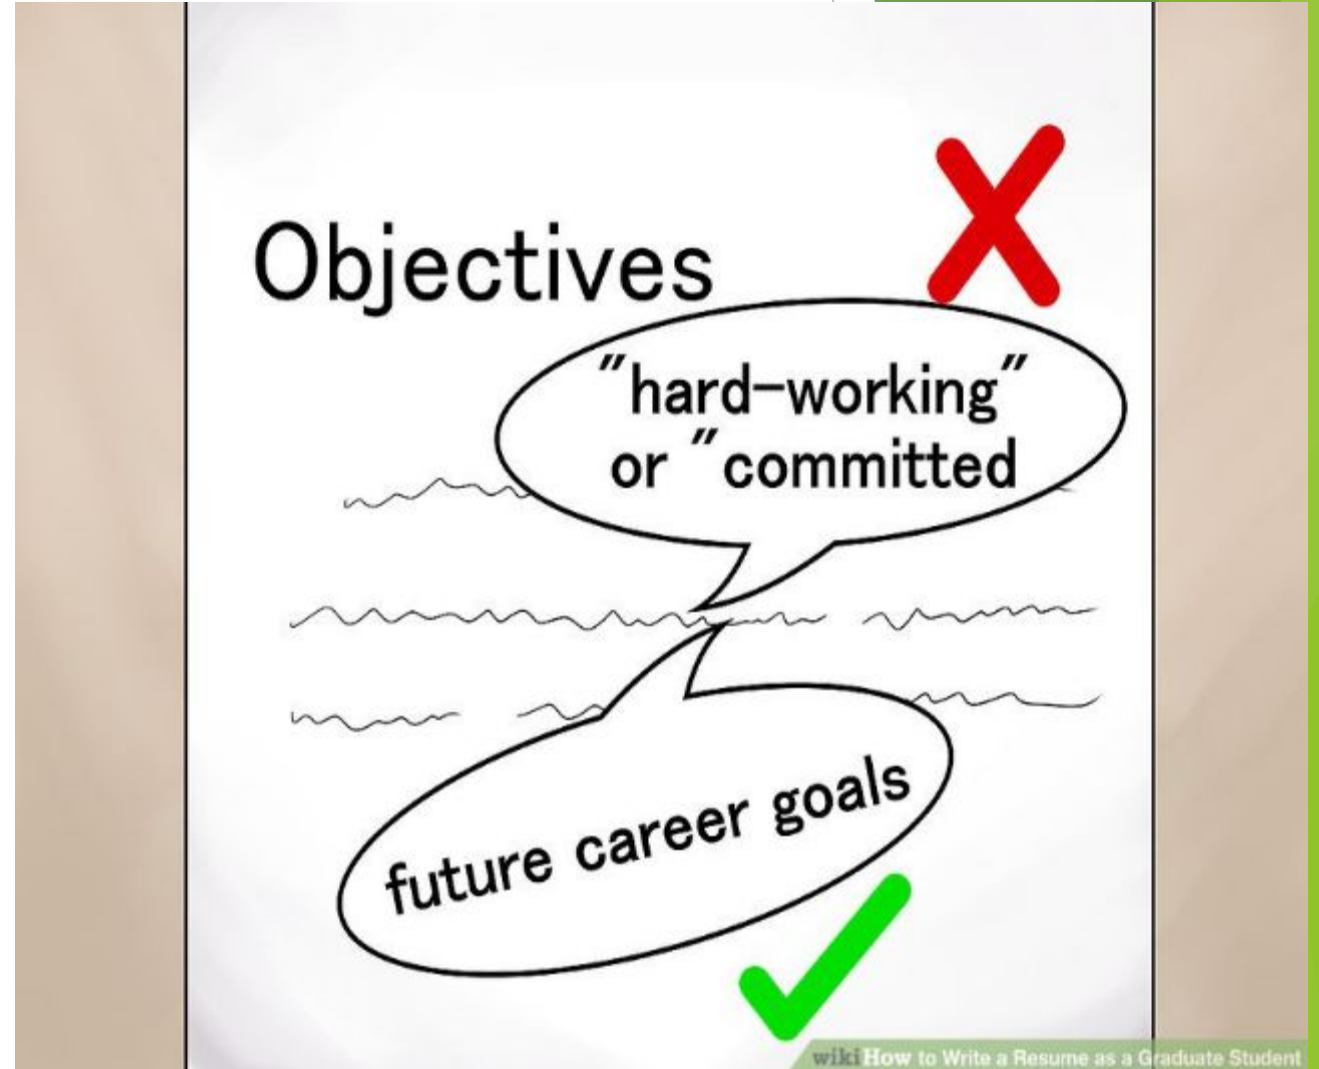 Objectives
"hard-working"
or "committed
future career goals
wikiHow to Write a Resume as a Graduate Student